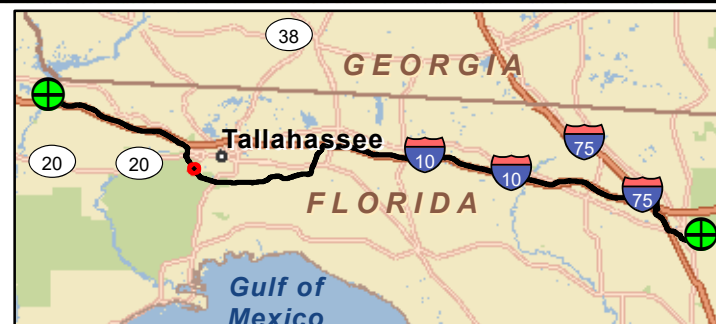 38
GEORGIA
75
Tallahassee
20
20
10
10
75
FLORIDA
Gulf of
Mexico